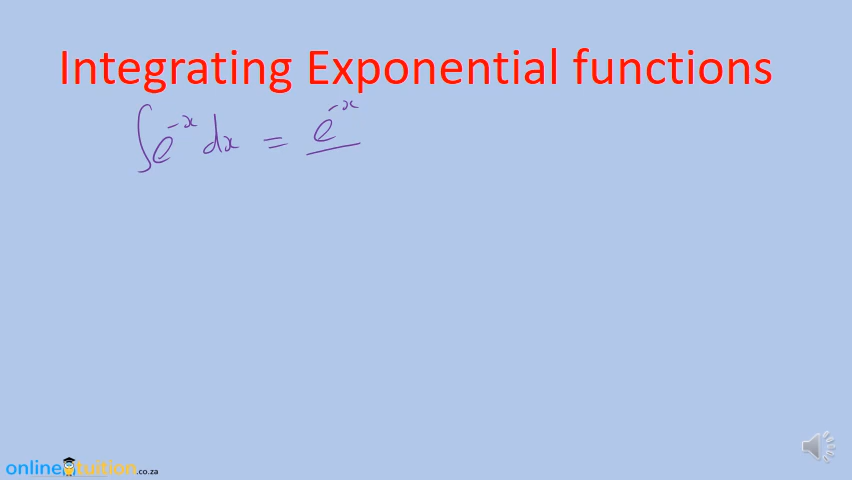 Integrating Exponential functions
∫e⁻ˣ dx = e⁻ˣ
onlinetuition.co.za